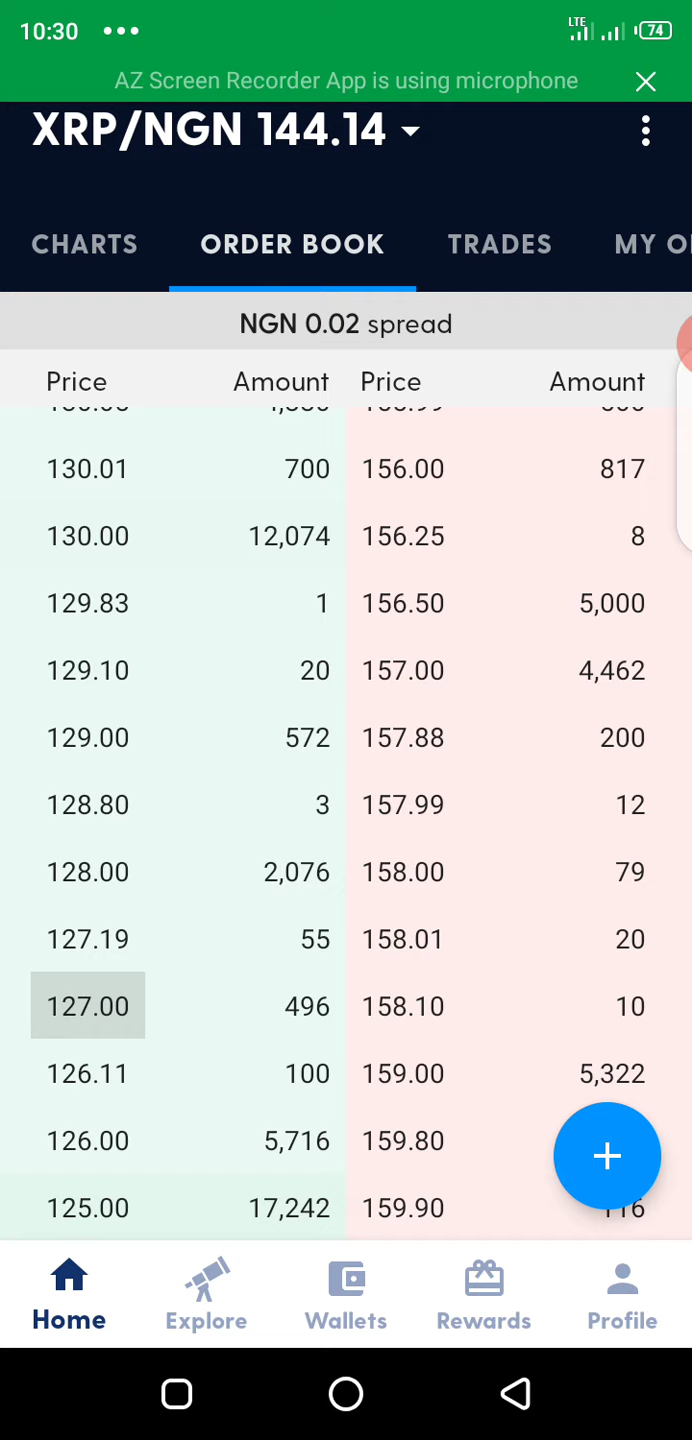 10:30 LTE 74
AZ Screen Recorder App is using microphone
XRP/NGN 144.14
CHARTS ORDER BOOK TRADES MY O
NGN 0.02 spread
Price Amount Price Amount
130.01 700 156.00 817
130.00 12,074 156.25 8
129.83 1 156.50 5,000
129.10 20 157.00 4,462
129.00 572 157.88 200
128.80 3 157.99 12
128.00 2,076 158.00 79
127.19 55 158.01 20
127.00 496 158.10 10
126.11 100 159.00 5,322
126.00 5,716 159.80
125.00 17,242 159.90
Home Explore Wallets Rewards Profile